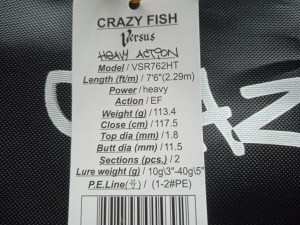 CRAZY FISH
Versus
HEAVY ACTION
Model / VSR762HT
Length (ft/m) / 7'6"(2.29m)
Power / heavy
Action / EF
Weight (g) / 113.4
Close (cm) / 117.5
Top dia (mm) / 1.8
Butt dia (mm) / 11.5
Sections (pcs.) / 2
Lure weight (g) / 10g\3"-40g\5"
P.E.Line(号) / (1-2#PE)